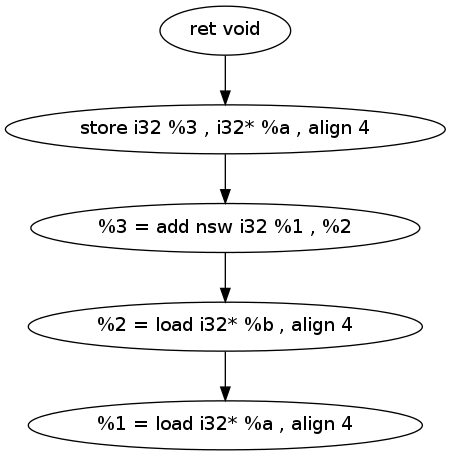 ret void
store i32 %3 , i32* %a , align 4
%3 = add nsw i32 %1 , %2
%2 = load i32* %b , align 4
%1 = load i32* %a , align 4